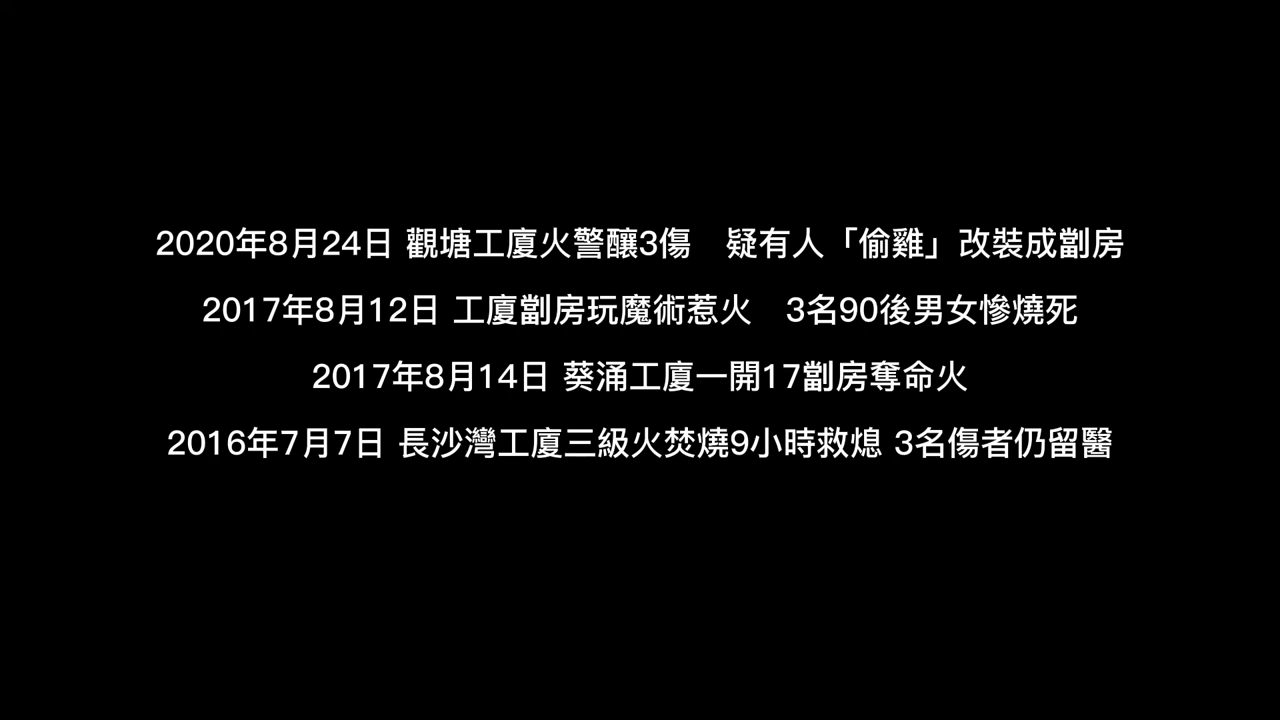 2020年8月24日 觀塘工廈火警釀3傷　疑有人「偷雞」改裝成劏房
2017年8月12日 工廈劏房玩魔術惹火　3名90後男女慘燒死
2017年8月14日 葵涌工廈一開17劏房奪命火
2016年7月7日 長沙灣工廈三級火焚燒9小時救熄 3名傷者仍留醫